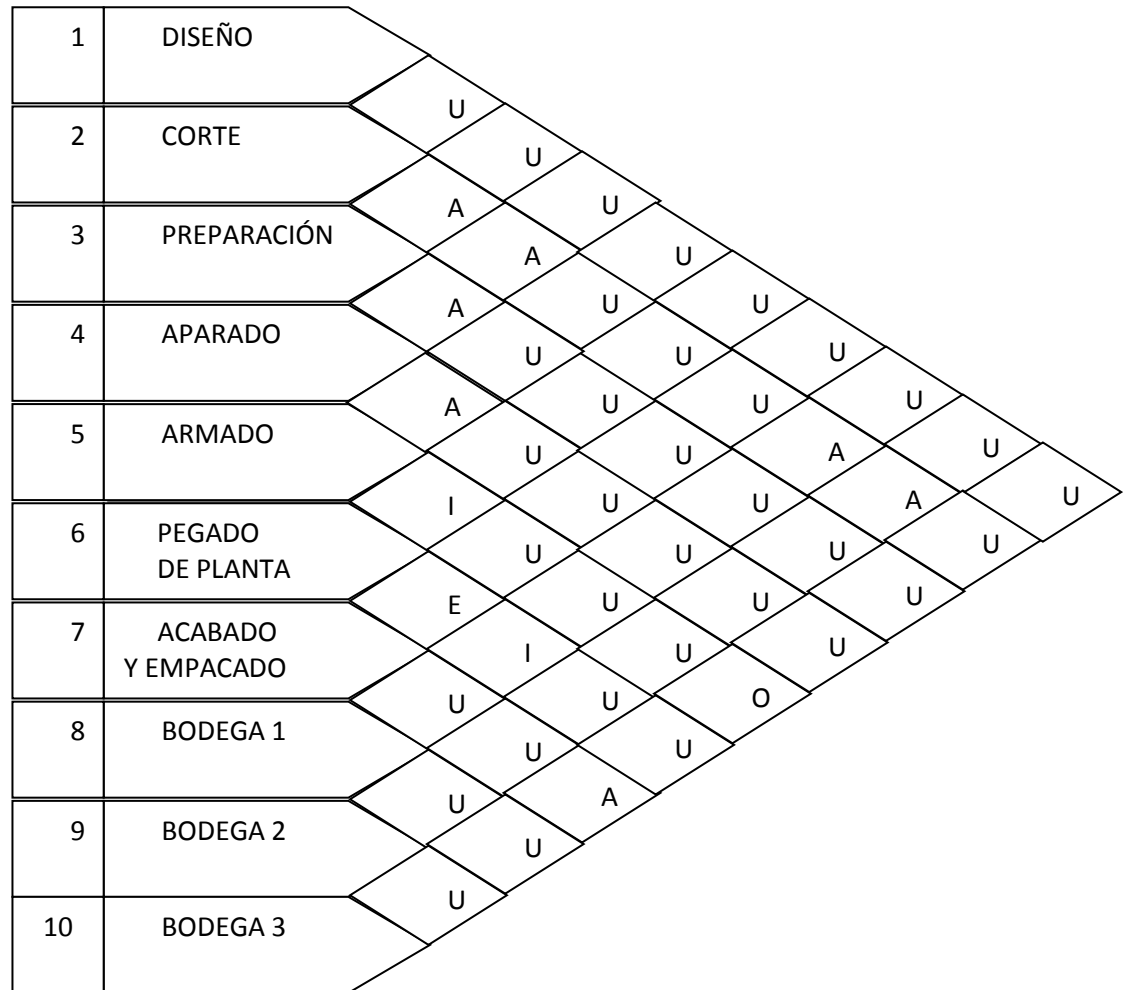 1 DISEÑO
U
2 CORTE
U
A U
3 PREPARACIÓN
A U
A U U
4 APARADO
U U U
A U U U
5 ARMADO
U U A U
I U U A U
6 PEGADO
DE PLANTA
U U U U
E U U U
7 ACABADO
Y EMPACADO
I U U
U U O
8 BODEGA 1
U U
U A
9 BODEGA 2
U
U
10 BODEGA 3